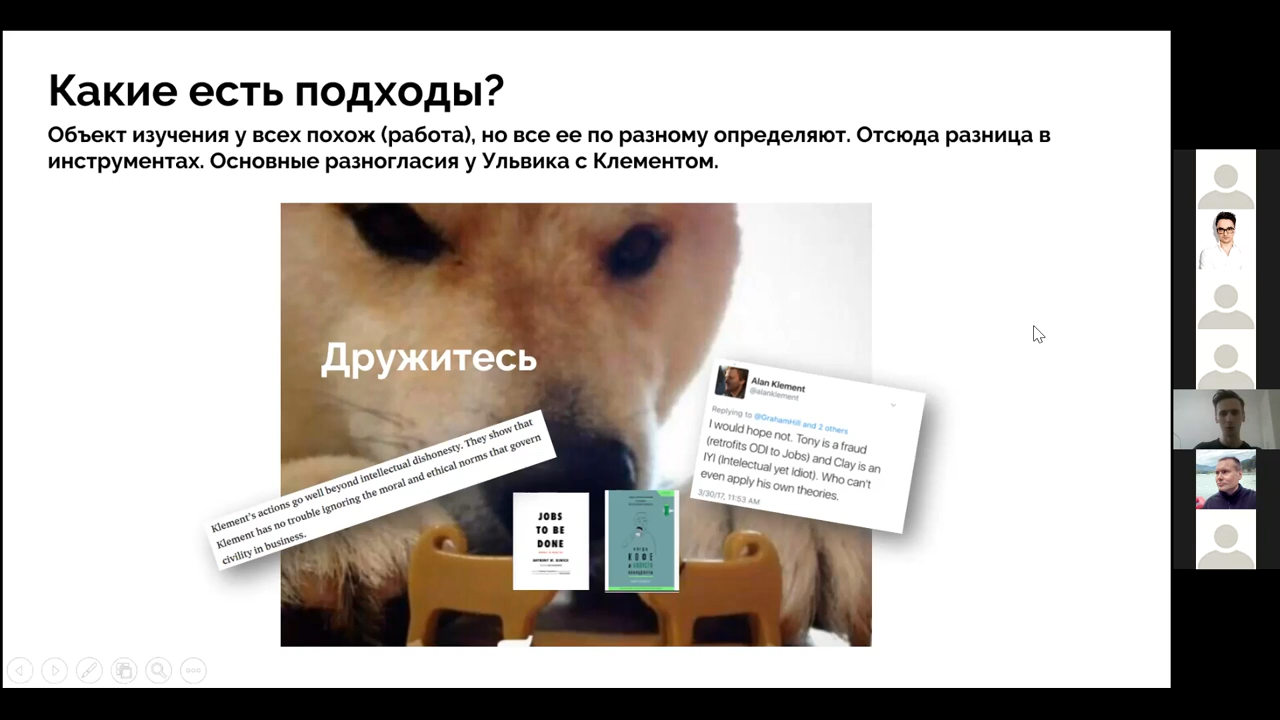 Какие есть подходы?
Объект изучения у всех похож (работа), но все ее по разному определяют. Отсюда разница в
инструментах. Основные разногласия у Ульвика с Клементом.
Дружитесь
Alan Klement
@alanklement
Replying to @GrahamHill and 2 others
I would hope not. Tony is a fraud
(retrofits ODI to Jobs) and Clay is an
IYI (Intelectual yet Idiot). Who can't
even apply his own theories.
3/30/17, 11:53 AM
Klement's actions go well beyond intellectual dishonesty. They show that
Klement has no trouble ignoring the moral and ethical norms that govern
civility in business.
JOBS
TO BE
DONE
ANTHONY W. ULWICK
КОГДА
КОФЕ
И КАПУСТА
КОНКУРЕНТЫ